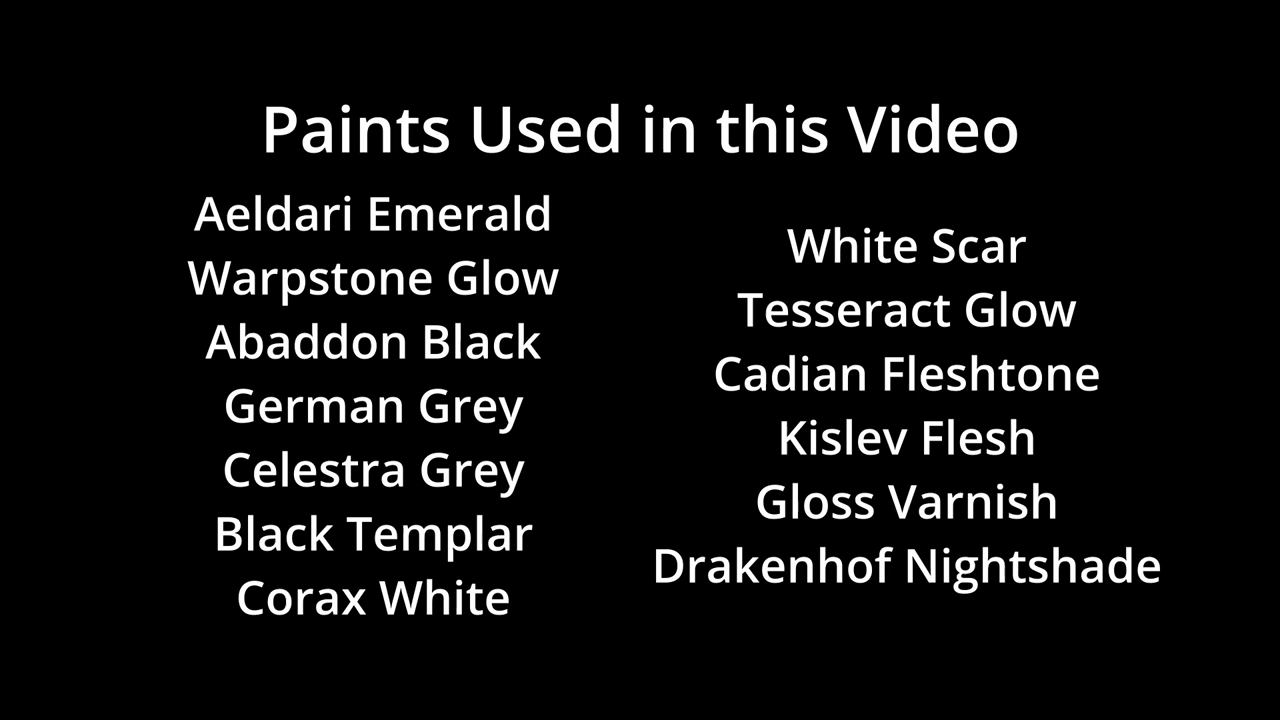 Paints Used in this Video
Aeldari Emerald
Warpstone Glow
Abaddon Black
German Grey
Celestra Grey
Black Templar
Corax White
White Scar
Tesseract Glow
Cadian Fleshtone
Kislev Flesh
Gloss Varnish
Drakenhof Nightshade